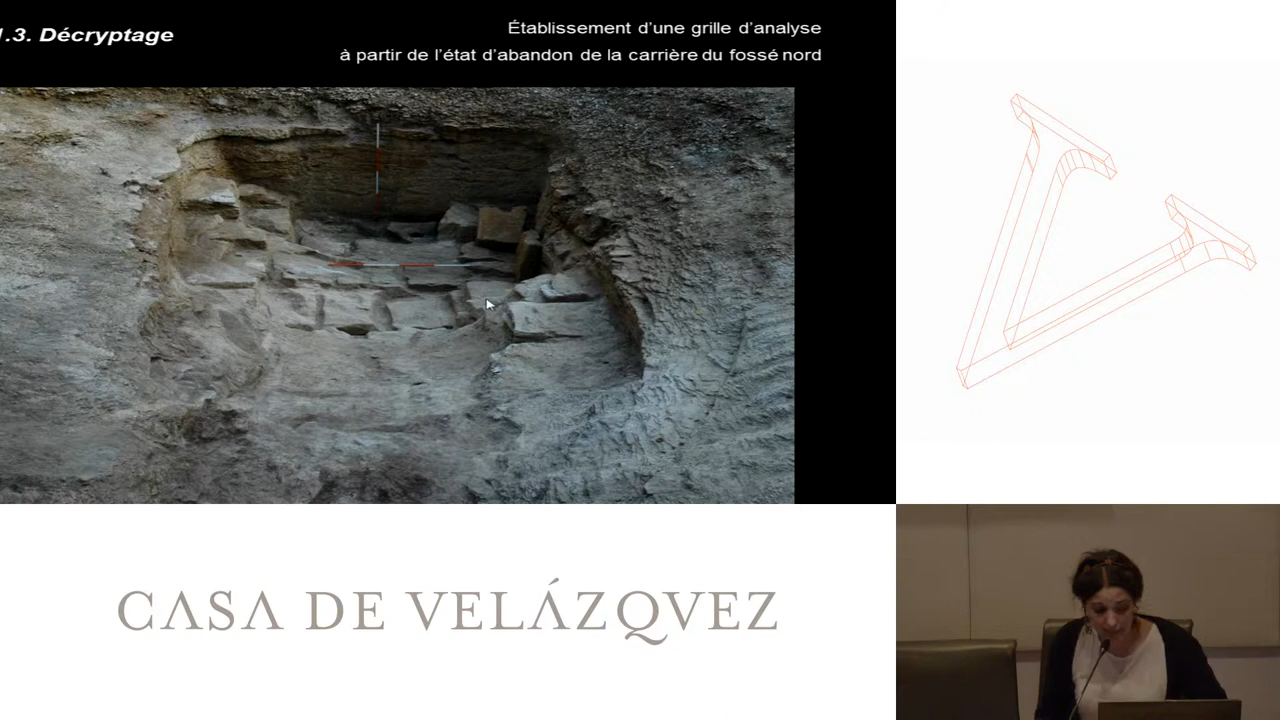 1.3. Décryptage
Établissement d'une grille d'analyse
à partir de l'état d'abandon de la carrière du fossé nord
CASA DE VELÁZQVEZ